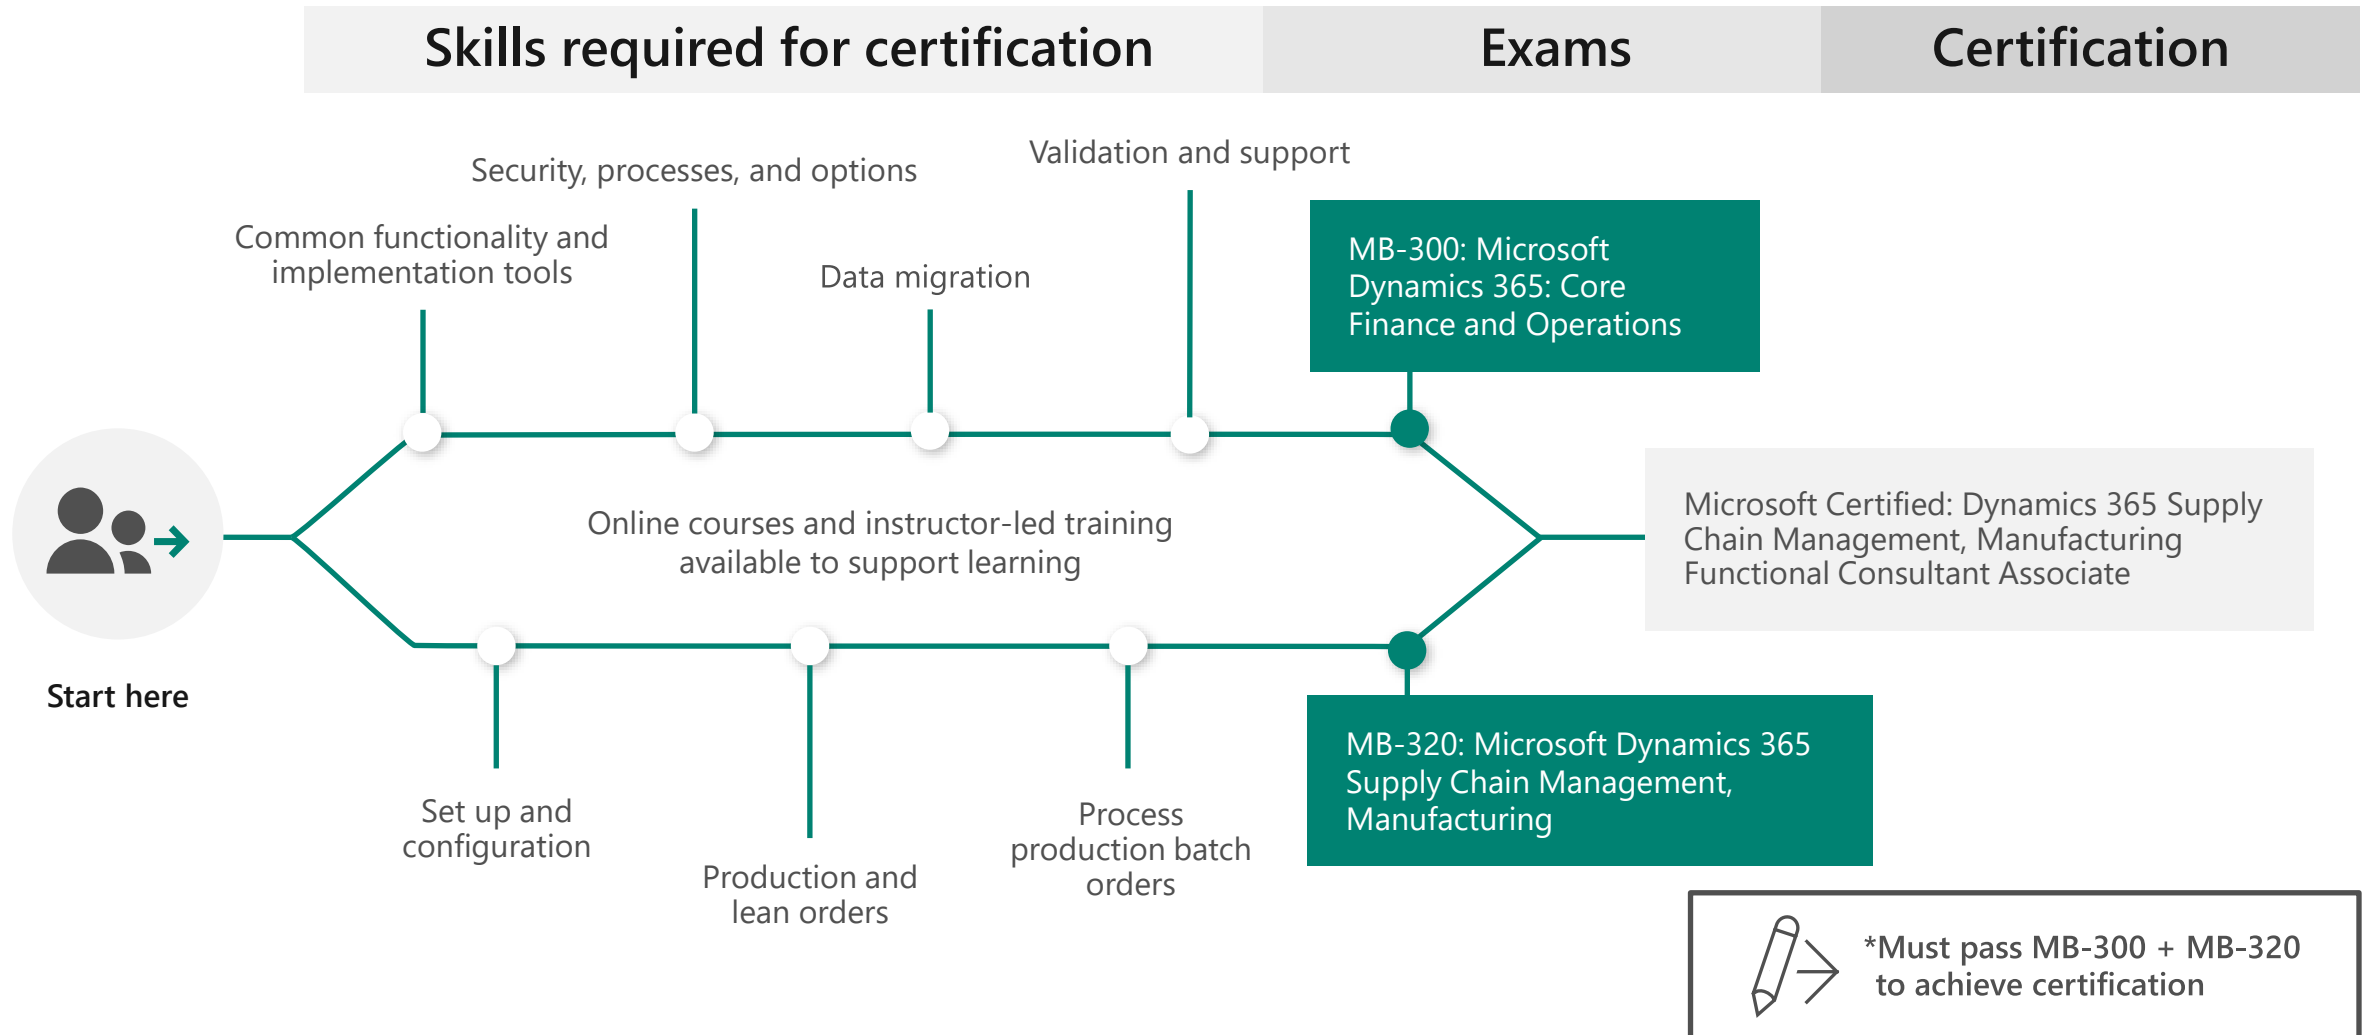 Skills required for certification
Exams
Certification
Security, processes, and options
Validation and support
Common functionality and
implementation tools
Data migration
MB-300: Microsoft
Dynamics 365: Core
Finance and Operations
Online courses and instructor-led training
available to support learning
Microsoft Certified: Dynamics 365 Supply
Chain Management, Manufacturing
Functional Consultant Associate
Start here
Set up and
configuration
Production and
lean orders
Process
production batch
orders
MB-320: Microsoft Dynamics 365
Supply Chain Management,
Manufacturing
*Must pass MB-300 + MB-320
to achieve certification